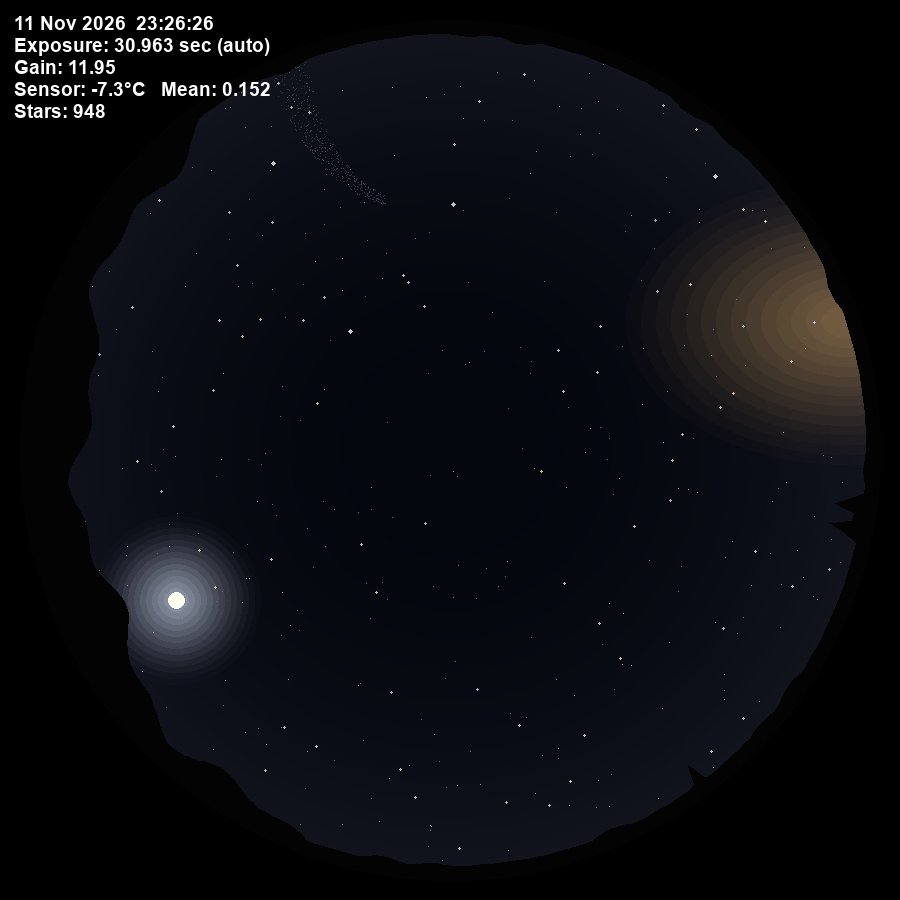 11 Nov 2026  23:26:26
Exposure: 30.963 sec (auto)
Gain: 11.95
Sensor: -7.3°C   Mean: 0.152
Stars: 948